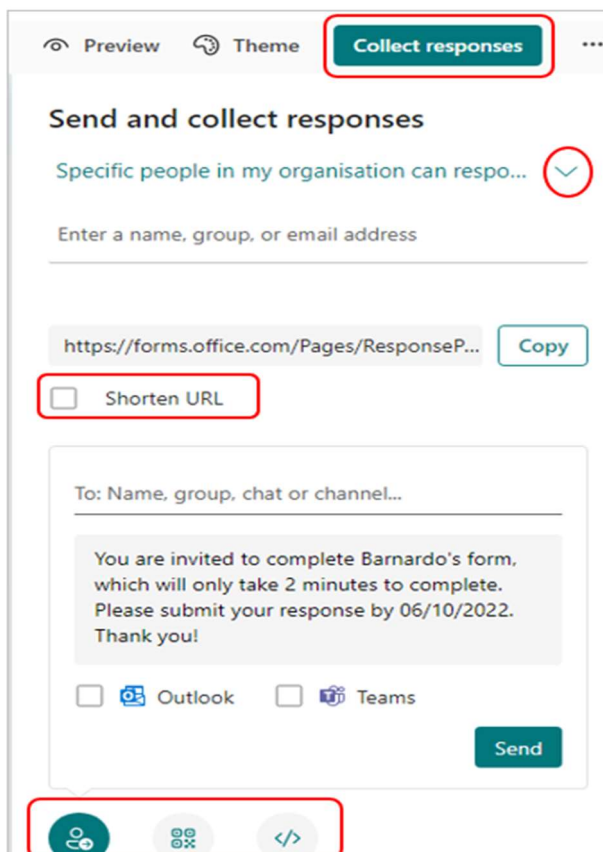 Preview Theme Collect responses ...
Send and collect responses
Specific people in my organisation can respo...
Enter a name, group, or email address
https://forms.office.com/Pages/ResponseP... Copy
Shorten URL
To: Name, group, chat or channel...
You are invited to complete Barnardo's form,
which will only take 2 minutes to complete.
Please submit your response by 06/10/2022.
Thank you!
Outlook Teams
Send